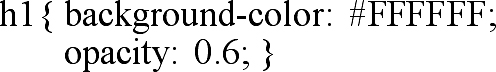 h1{ background-color: #FFFFFF;
opacity: 0.6; }